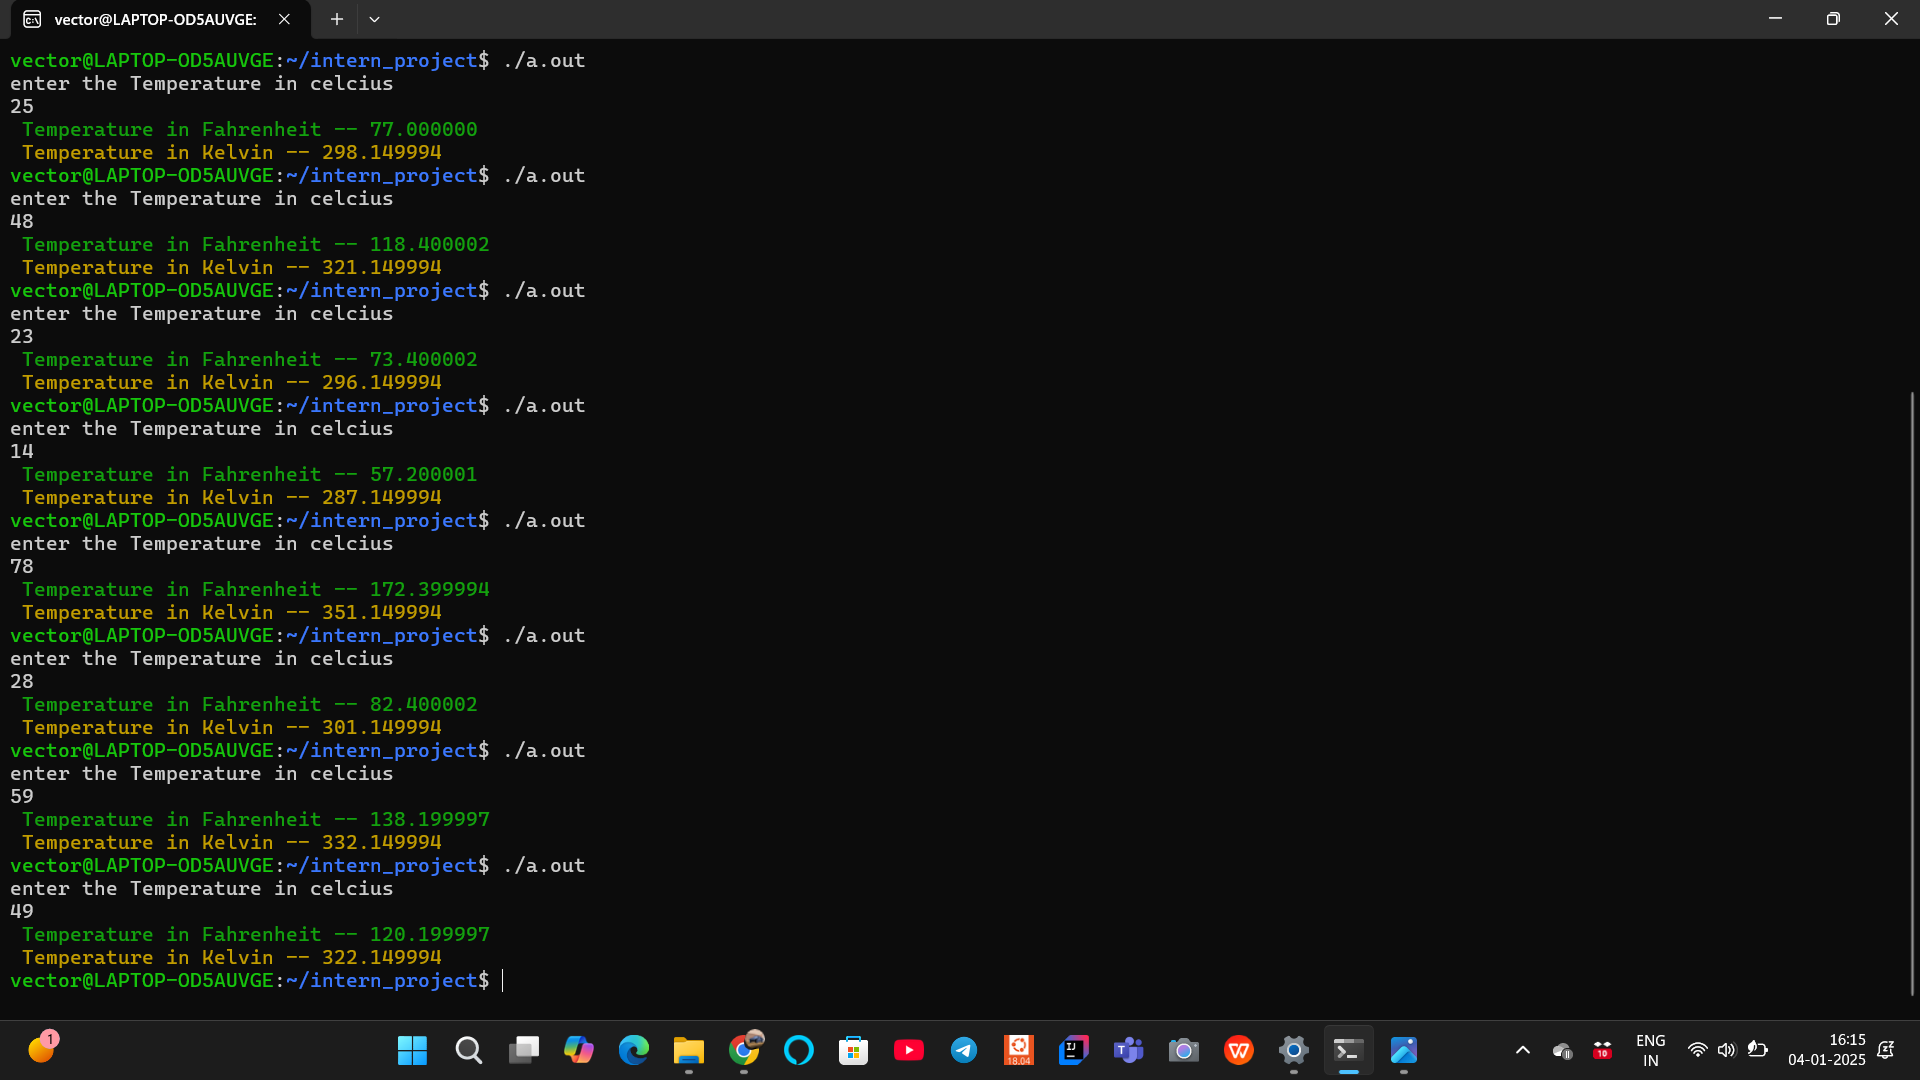 vector@LAPTOP-OD5AUVGE:
vector@LAPTOP-OD5AUVGE:~/intern_project$ ./a.out
enter the Temperature in celcius
25
Temperature in Fahrenheit -- 77.000000
Temperature in Kelvin -- 298.149994
vector@LAPTOP-OD5AUVGE:~/intern_project$ ./a.out
enter the Temperature in celcius
48
Temperature in Fahrenheit -- 118.400002
Temperature in Kelvin -- 321.149994
vector@LAPTOP-OD5AUVGE:~/intern_project$ ./a.out
enter the Temperature in celcius
23
Temperature in Fahrenheit -- 73.400002
Temperature in Kelvin -- 296.149994
vector@LAPTOP-OD5AUVGE:~/intern_project$ ./a.out
enter the Temperature in celcius
14
Temperature in Fahrenheit -- 57.200001
Temperature in Kelvin -- 287.149994
vector@LAPTOP-OD5AUVGE:~/intern_project$ ./a.out
enter the Temperature in celcius
78
Temperature in Fahrenheit -- 172.399994
Temperature in Kelvin -- 351.149994
vector@LAPTOP-OD5AUVGE:~/intern_project$ ./a.out
enter the Temperature in celcius
28
Temperature in Fahrenheit -- 82.400002
Temperature in Kelvin -- 301.149994
vector@LAPTOP-OD5AUVGE:~/intern_project$ ./a.out
enter the Temperature in celcius
59
Temperature in Fahrenheit -- 138.199997
Temperature in Kelvin -- 332.149994
vector@LAPTOP-OD5AUVGE:~/intern_project$ ./a.out
enter the Temperature in celcius
49
Temperature in Fahrenheit -- 120.199997
Temperature in Kelvin -- 322.149994
vector@LAPTOP-OD5AUVGE:~/intern_project$
1
18.04
IJ
T
W
10
ENG
IN
16:15
04-01-2025